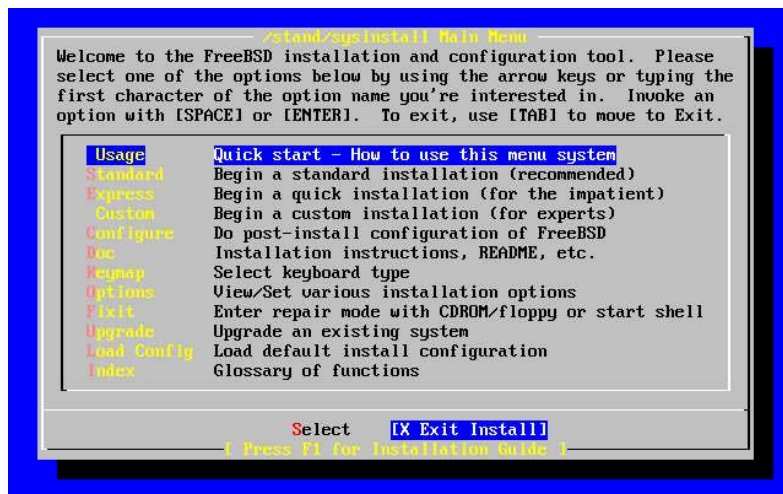 /stand/sysinstall Main Menu
Welcome to the FreeBSD installation and configuration tool. Please
select one of the options below by using the arrow keys or typing the
first character of the option name you're interested in. Invoke an
option with [SPACE] or [ENTER]. To exit, use [TAB] to move to Exit.
Usage Quick start - How to use this menu system
Standard Begin a standard installation (recommended)
Express Begin a quick installation (for the impatient)
Custom Begin a custom installation (for experts)
Configure Do post-install configuration of FreeBSD
Doc Installation instructions, README, etc.
Keymap Select keyboard type
Options View/Set various installation options
Fixit Enter repair mode with CDROM/floppy or start shell
Upgrade Upgrade an existing system
Load Config Load default install configuration
Index Glossary of functions
Select [X Exit Install]
[ Press F1 for Installation Guide ]